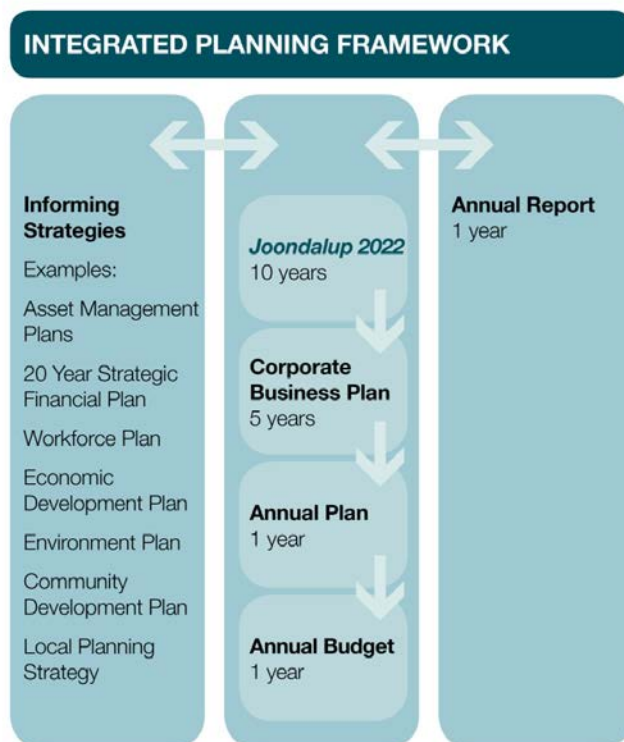 INTEGRATED PLANNING FRAMEWORK
Informing
Strategies
Examples:
Asset Management
Plans
20 Year Strategic
Financial Plan
Workforce Plan
Economic
Development Plan
Environment Plan
Community
Development Plan
Local Planning
Strategy
Joondalup 2022
10 years
Corporate
Business Plan
5 years
Annual Plan
1 year
Annual Budget
1 year
Annual Report
1 year